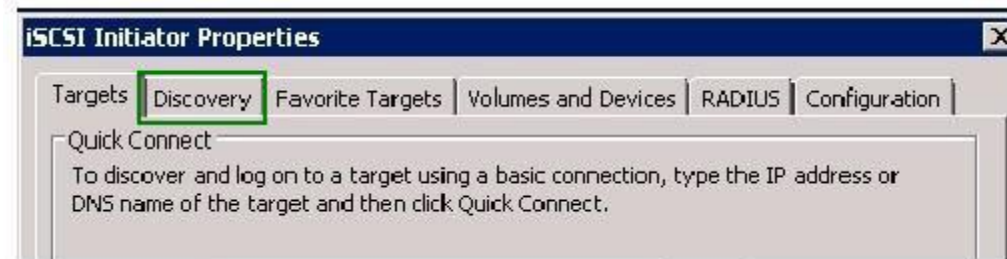 iSCSI Initiator Properties
Targets Discovery Favorite Targets Volumes and Devices RADIUS Configuration
Quick Connect
To discover and log on to a target using a basic connection, type the IP address or
DNS name of the target and then click Quick Connect.